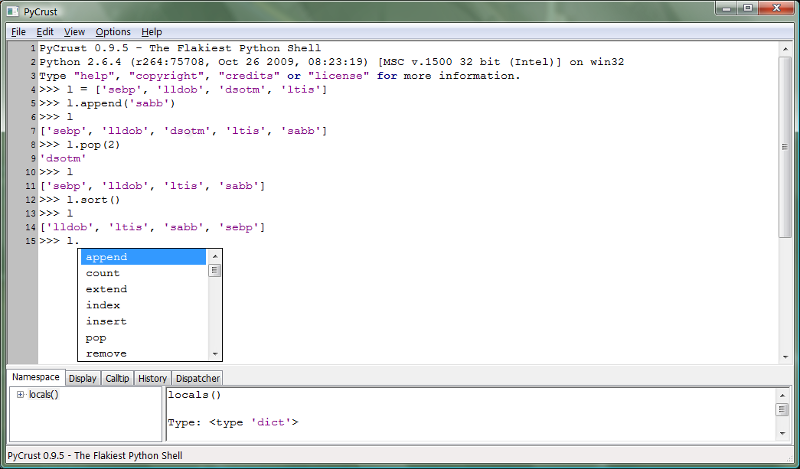 PyCrust
File Edit View Options Help
1 PyCrust 0.9.5 - The Flakiest Python Shell
2 Python 2.6.4 (r264:75708, Oct 26 2009, 08:23:19) [MSC v.1500 32 bit (Intel)] on win32
3 Type "help", "copyright", "credits" or "license" for more information.
4 >>> l = ['sebp', 'lldob', 'dsotm', 'ltis']
5 >>> l.append('sabb')
6 >>> l
7 ['sebp', 'lldob', 'dsotm', 'ltis', 'sabb']
8 >>> l.pop(2)
9 'dsotm'
10 >>> l
11 ['sebp', 'lldob', 'ltis', 'sabb']
12 >>> l.sort()
13 >>> l
14 ['lldob', 'ltis', 'sabb', 'sebp']
15 >>> l.
append
count
extend
index
insert
pop
remove
Namespace Display Calltip History Dispatcher
locals()
locals()
Type: <type 'dict'>
PyCrust 0.9.5 - The Flakiest Python Shell